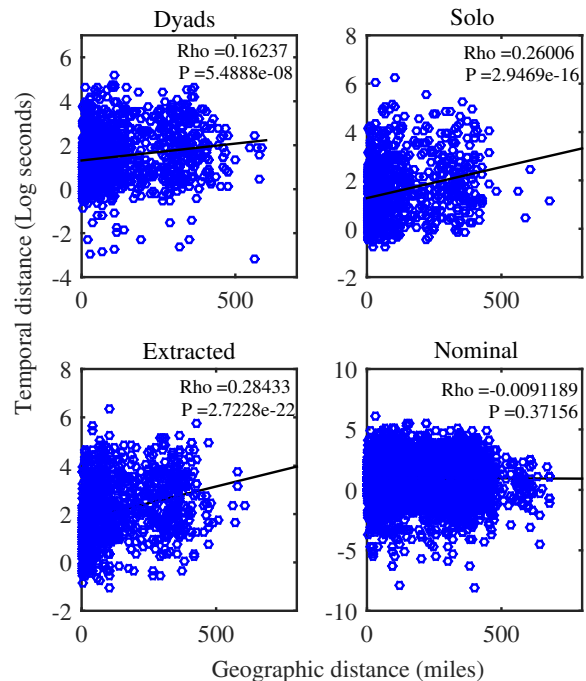 Dyads
Rho =0.16237
P =5.4888e-08
6
4
2
0
-2
-4
0
500
Solo
Rho =0.26006
P =2.9469e-16
8
6
4
2
0
-2
0
500
Temporal distance (Log seconds)
Extracted
Rho =0.28433
P =2.7228e-22
8
6
4
2
0
-2
0
500
Nominal
Rho =-0.0091189
P =0.37156
10
5
0
-5
-10
0
500
Geographic distance (miles)